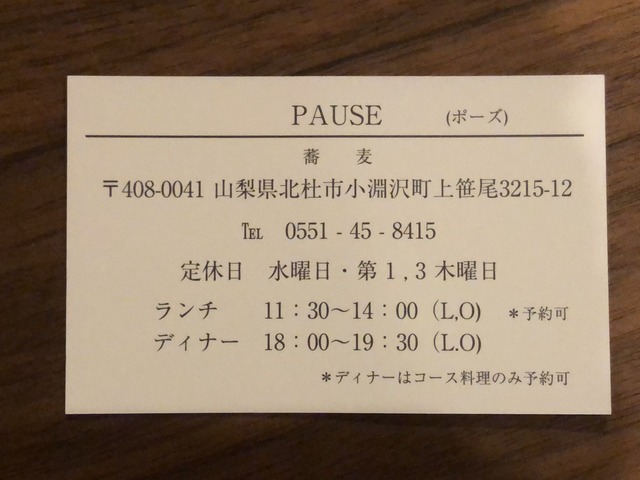 PAUSE (ポーズ)
蕎 麦
〒408-0041 山梨県北杜市小淵沢町上笹尾3215-12
℡ 0551 - 45 - 8415
定休日 水曜日・第1,3木曜日
ランチ 11：30～14：00（L,O) ＊予約可
ディナー 18：00～19：30（L.O)
＊ディナーはコース料理のみ予約可